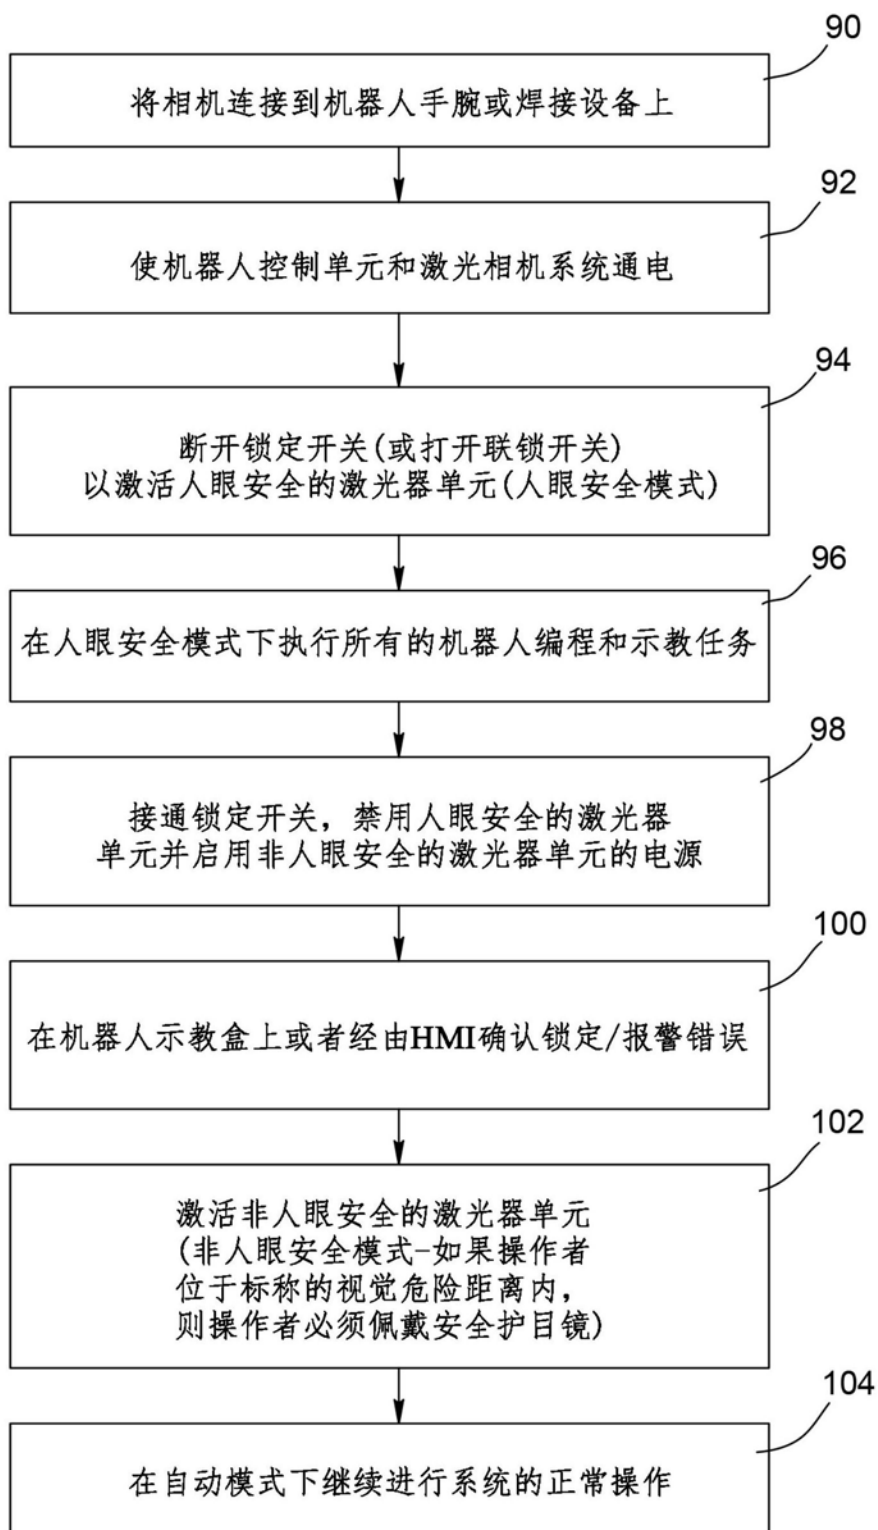 90
将相机连接到机器人手腕或焊接设备上
92
使机器人控制单元和激光相机系统通电
94
断开锁定开关(或打开联锁开关)
以激活人眼安全的激光器单元(人眼安全模式)
96
在人眼安全模式下执行所有的机器人编程和示教任务
98
接通锁定开关，禁用人眼安全的激光器
单元并启用非人眼安全的激光器单元的电源
100
在机器人示教盒上或者经由HMI确认锁定/报警错误
102
激活非人眼安全的激光器单元
(非人眼安全模式-如果操作者
位于标称的视觉危险距离内，
则操作者必须佩戴安全护目镜)
104
在自动模式下继续进行系统的正常操作